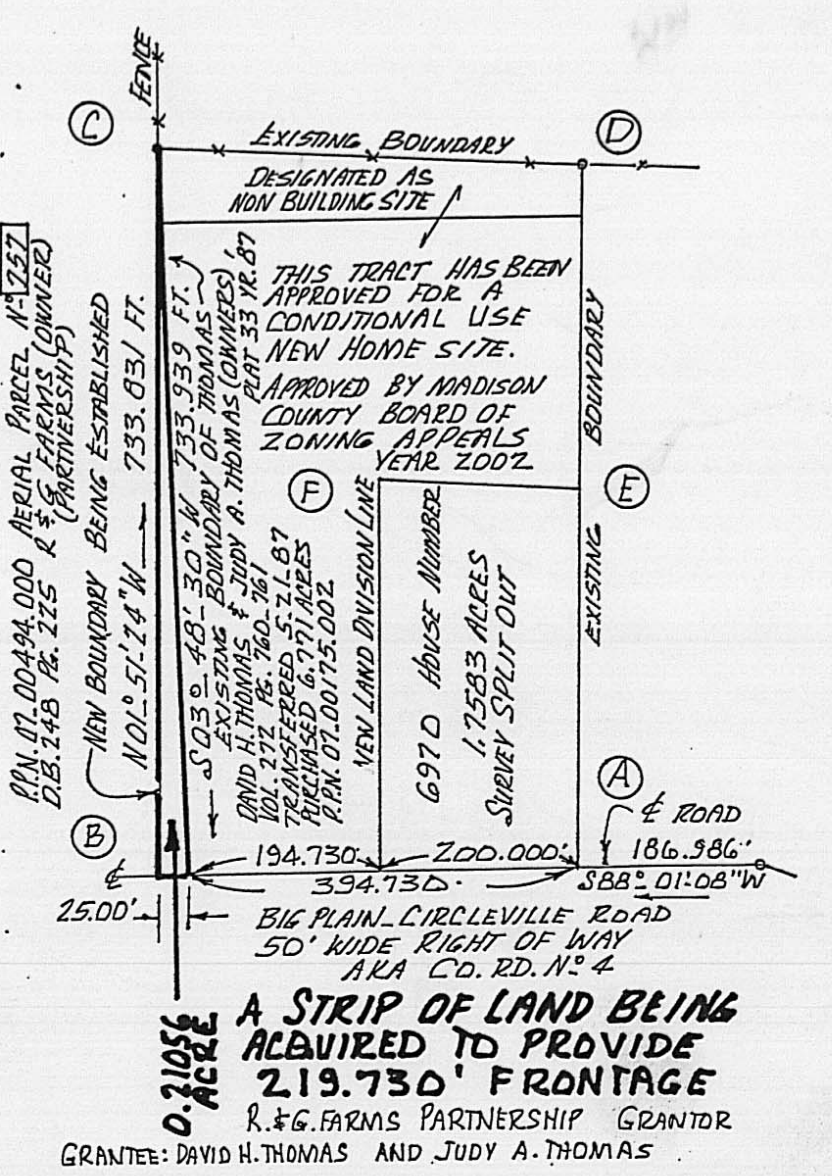 FENCE
C
EXISTING BOUNDARY
D
DESIGNATED AS
NON BUILDING SITE
P.P.N. 07.00494.000 AERIAL PARCEL Nº 257
D.B. 248 PG. 225 R & G FARMS (OWNER)
(PARTNERSHIP)
NEW BOUNDARY BEING ESTABLISHED
N01º 51'-24" W 733.831 FT.
S03º-48'-30" W 733.939 FT.
EXISTING BOUNDARY OF THOMAS
DAVID H. THOMAS & JUDY A. THOMAS (OWNERS)
VOL. 272 PG. 760-761 PLAT 33 YR. 87
TRANSFERRED 5.21.87
PURCHASED 6.771 ACRES
P.P.N. 07.00175.002
THIS TRACT HAS BEEN
APPROVED FOR A
CONDITIONAL USE
NEW HOME SITE.
APPROVED BY MADISON
COUNTY BOARD OF
ZONING APPEALS
YEAR 2002
BOUNDARY
EXISTING
F
E
NEW LAND DIVISION LINE
6970 HOUSE NUMBER
1.7583 ACRES
SURVEY SPLIT OUT
A
℄ ROAD
B
℄
194.730' 200.000' 186.986'
394.730' S88º 01'-08" W
25.00'
BIG PLAIN-CIRCLEVILLE ROAD
50' WIDE RIGHT OF WAY
AKA CO. RD. Nº 4
0.21056
ACRE
A STRIP OF LAND BEING
ACQUIRED TO PROVIDE
219.730' FRONTAGE
R. & G. FARMS PARTNERSHIP GRANTOR
GRANTEE: DAVID H. THOMAS AND JUDY A. THOMAS